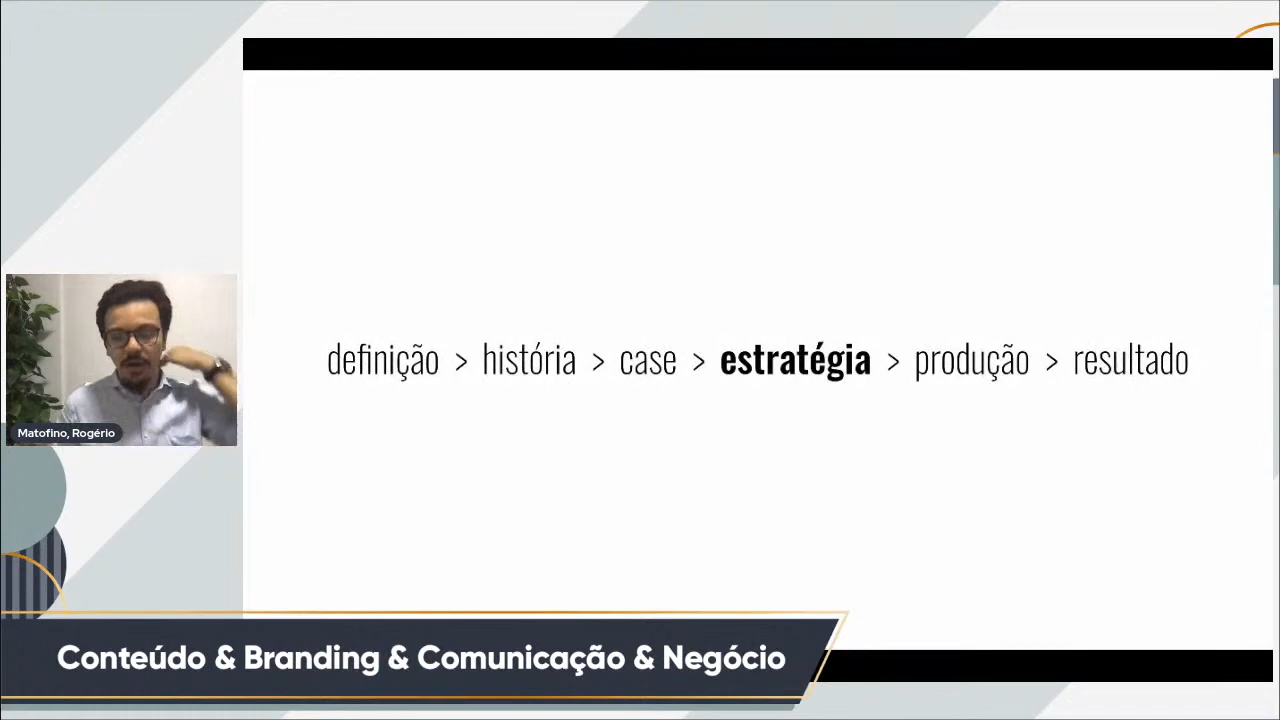 definição > história > case > estratégia > produção > resultado
Matofino, Rogério
Conteúdo & Branding & Comunicação & Negócio